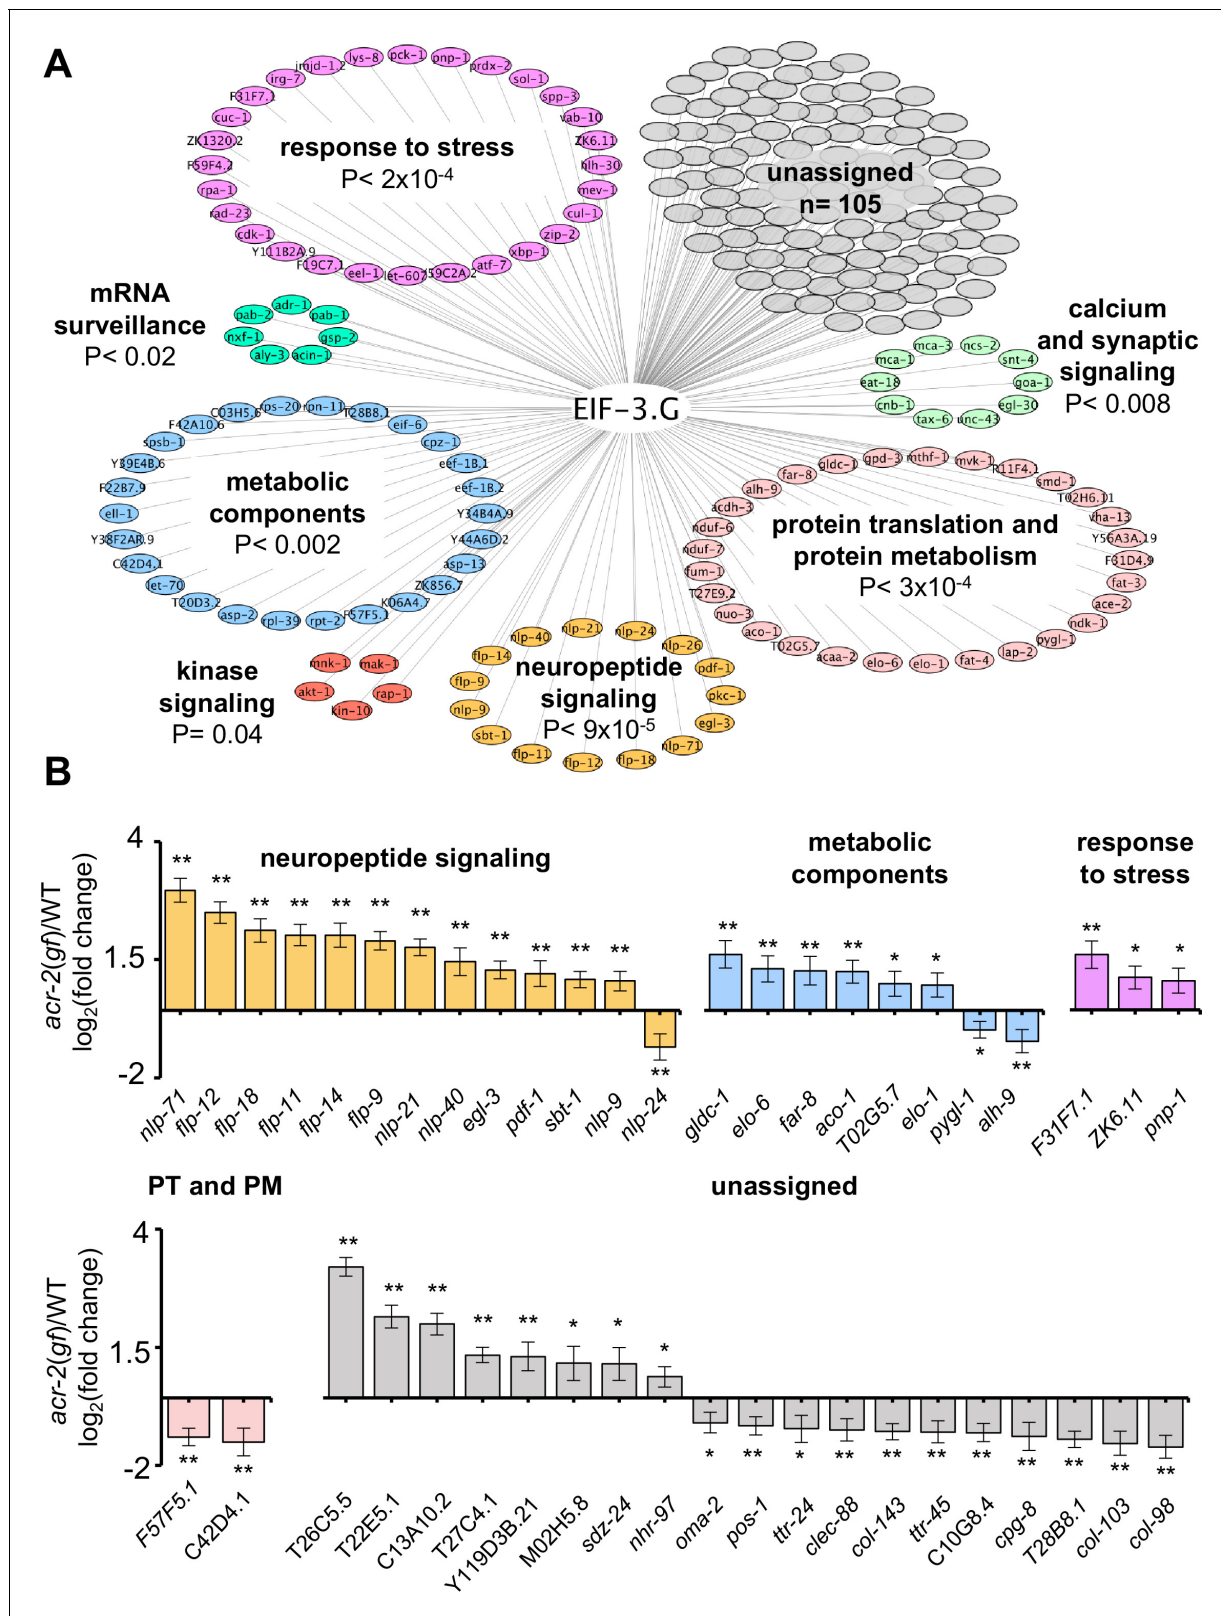 A
lys-8
pck-1
pnp-1
jmjd-1.2
prdx-2
irg-7
sol-1
F31F7.1
spp-3
cuc-1
vab-10
ZK1320.2
ZK6.11
F59F4.2
hlh-30
rpa-1
mev-1
rad-23
cul-1
cdk-1
zip-2
Y111B2A.9
xbp-1
F19C7.1
atf-7
eel-1
let-607
Y59C2A.2
response to stress
P< 2x10-4
unassigned
n= 105
mRNA
surveillance
P< 0.02
adr-1
pab-2
pab-1
nxf-1
gsp-2
aly-3
acin-1
calcium
and synaptic
signaling
P< 0.008
mca-3
ncs-2
mca-1
snt-4
eat-18
goa-1
cnb-1
egl-30
tax-6
unc-43
EIF-3.G
C03H5.6
rps-20
rpn-11
T28B8.1
F42A10.6
eif-6
spsb-1
cpz-1
Y39E4B.6
eef-1B.1
F22B7.9
eef-1B.2
ell-1
Y34B4A.9
Y38F2AR.9
Y44A6D.2
C42D4.1
asp-13
let-70
ZK856.7
T20D3.2
K06A4.7
asp-2
rpl-39
rpt-2
F57F5.1
metabolic
components
P< 0.002
gldc-1
gpd-3
mthf-1
mvk-1
R11F4.1
far-8
smd-1
alh-9
T02H6.11
acdh-3
vha-13
nduf-6
Y56A3A.19
nduf-7
F31D4.9
fum-1
fat-3
T27E9.2
ace-2
nuo-3
ndk-1
aco-1
pygl-1
T02G5.7
lap-2
acaa-2
elo-6
elo-1
fat-4
protein translation and
protein metabolism
P< 3x10-4
kinase
signaling
P= 0.04
mnk-1
mak-1
akt-1
rap-1
kin-10
nlp-40
nlp-21
nlp-24
nlp-26
flp-14
pdf-1
flp-9
pkc-1
nlp-9
egl-3
sbt-1
nlp-71
flp-11
flp-12
flp-18
neuropeptide
signaling
P< 9x10-5
B
acr-2(gf)/WT
log2(fold change)
4
1.5
-2
neuropeptide signaling
** ** ** ** ** ** ** ** ** ** ** ** **
nlp-71 flp-12 flp-18 flp-11 flp-14 flp-9 nlp-21 nlp-40 egl-3 pdf-1 sbt-1 nlp-9 nlp-24
metabolic
components
** ** ** ** * * * **
gldc-1 elo-6 far-8 aco-1 T02G5.7 elo-1 pygl-1 alh-9
response
to stress
** * *
F31F7.1 ZK6.11 pnp-1
acr-2(gf)/WT
log2(fold change)
4
1.5
-2
PT and PM
** **
F57F5.1 C42D4.1
unassigned
** ** ** ** ** * * * * ** * ** ** ** ** ** ** ** **
T26C5.5 T22E5.1 C13A10.2 T27C4.1 Y119D3B.21 M02H5.8 sdz-24 nhr-97 oma-2 pos-1 ttr-24 clec-88 col-143 ttr-45 C10G8.4 cpg-8 T28B8.1 col-103 col-98